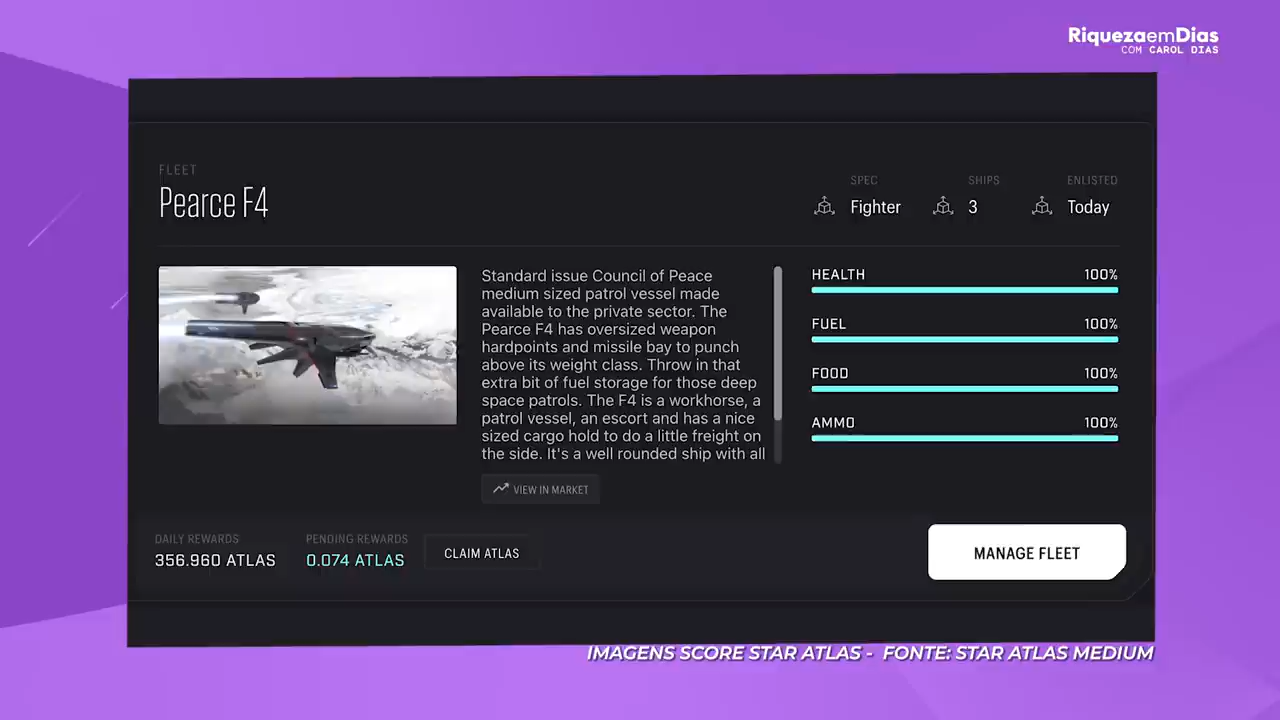 RiquezaemDias
COM CAROL DIAS
FLEET
Pearce F4
SPEC
Fighter
SHIPS
3
ENLISTED
Today
Standard issue Council of Peace
medium sized patrol vessel made
available to the private sector. The
Pearce F4 has oversized weapon
hardpoints and missile bay to punch
above its weight class. Throw in that
extra bit of fuel storage for those deep
space patrols. The F4 is a workhorse, a
patrol vessel, an escort and has a nice
sized cargo hold to do a little freight on
the side. It's a well rounded ship with all
VIEW IN MARKET
HEALTH 100%
FUEL 100%
FOOD 100%
AMMO 100%
DAILY REWARDS
356.960 ATLAS
PENDING REWARDS
0.074 ATLAS
CLAIM ATLAS
MANAGE FLEET
IMAGENS SCORE STAR ATLAS - FONTE: STAR ATLAS MEDIUM